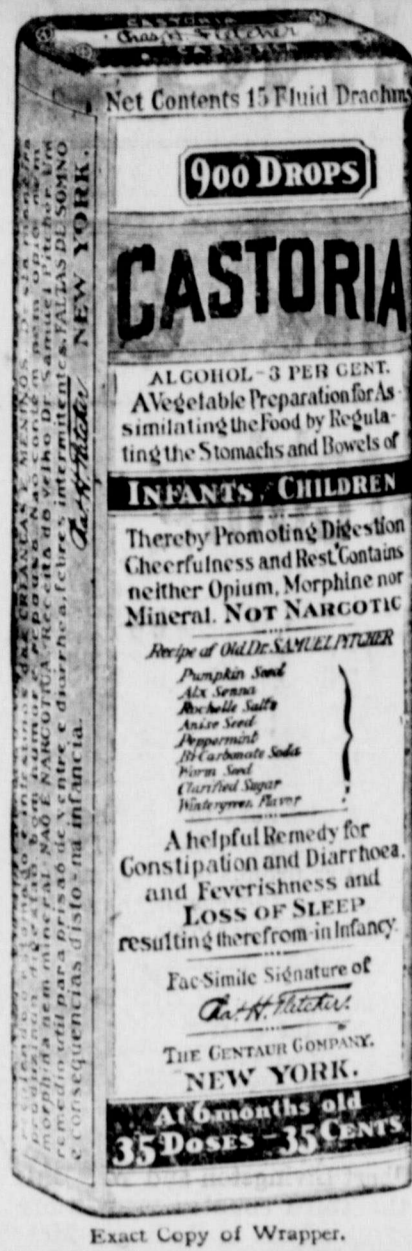 CASTORIA
Chas. H. Fletcher.
CASTORIA
Net Contents 15 Fluid Drachms
900 DROPS
CASTORIA
ALCOHOL-3 PER CENT.
AVegetable Preparation for As-
similating the Food by Regula-
ting the Stomachs and Bowels of
INFANTS / CHILDREN
Thereby Promoting Digestion
Cheerfulness and Rest. Contains
neither Opium, Morphine nor
Mineral. NOT NARCOTIC
Recipe of Old Dr. SAMUEL PITCHER
Pumpkin Seed
Alx Senna
Rochelle Salts
Anise Seed
Peppermint
Bi Carbonate Soda
Worm Seed
Clarified Sugar
Wintergreen Flavor
A helpful Remedy for
Constipation and Diarrhoea.
and Feverishness and
LOSS OF SLEEP
resulting therefrom-in Infancy.
Fac-Simile Signature of
Chas. H. Fletcher.
THE CENTAUR COMPANY.
NEW YORK.
At 6 months old
35 DOSES - 35 CENTS
morphina nem mineral. NAO É NARCOTICA. Receita do velho Dr. Samuel Pitcher. Um
remedio util para prisaõ de ventre e diarrhea, febres intermitentes, FALTAS DE SOMNO
e consequencias d'isto - na infancia.
Chas. H. Fletcher NEW YORK.
Exact Copy of Wrapper.